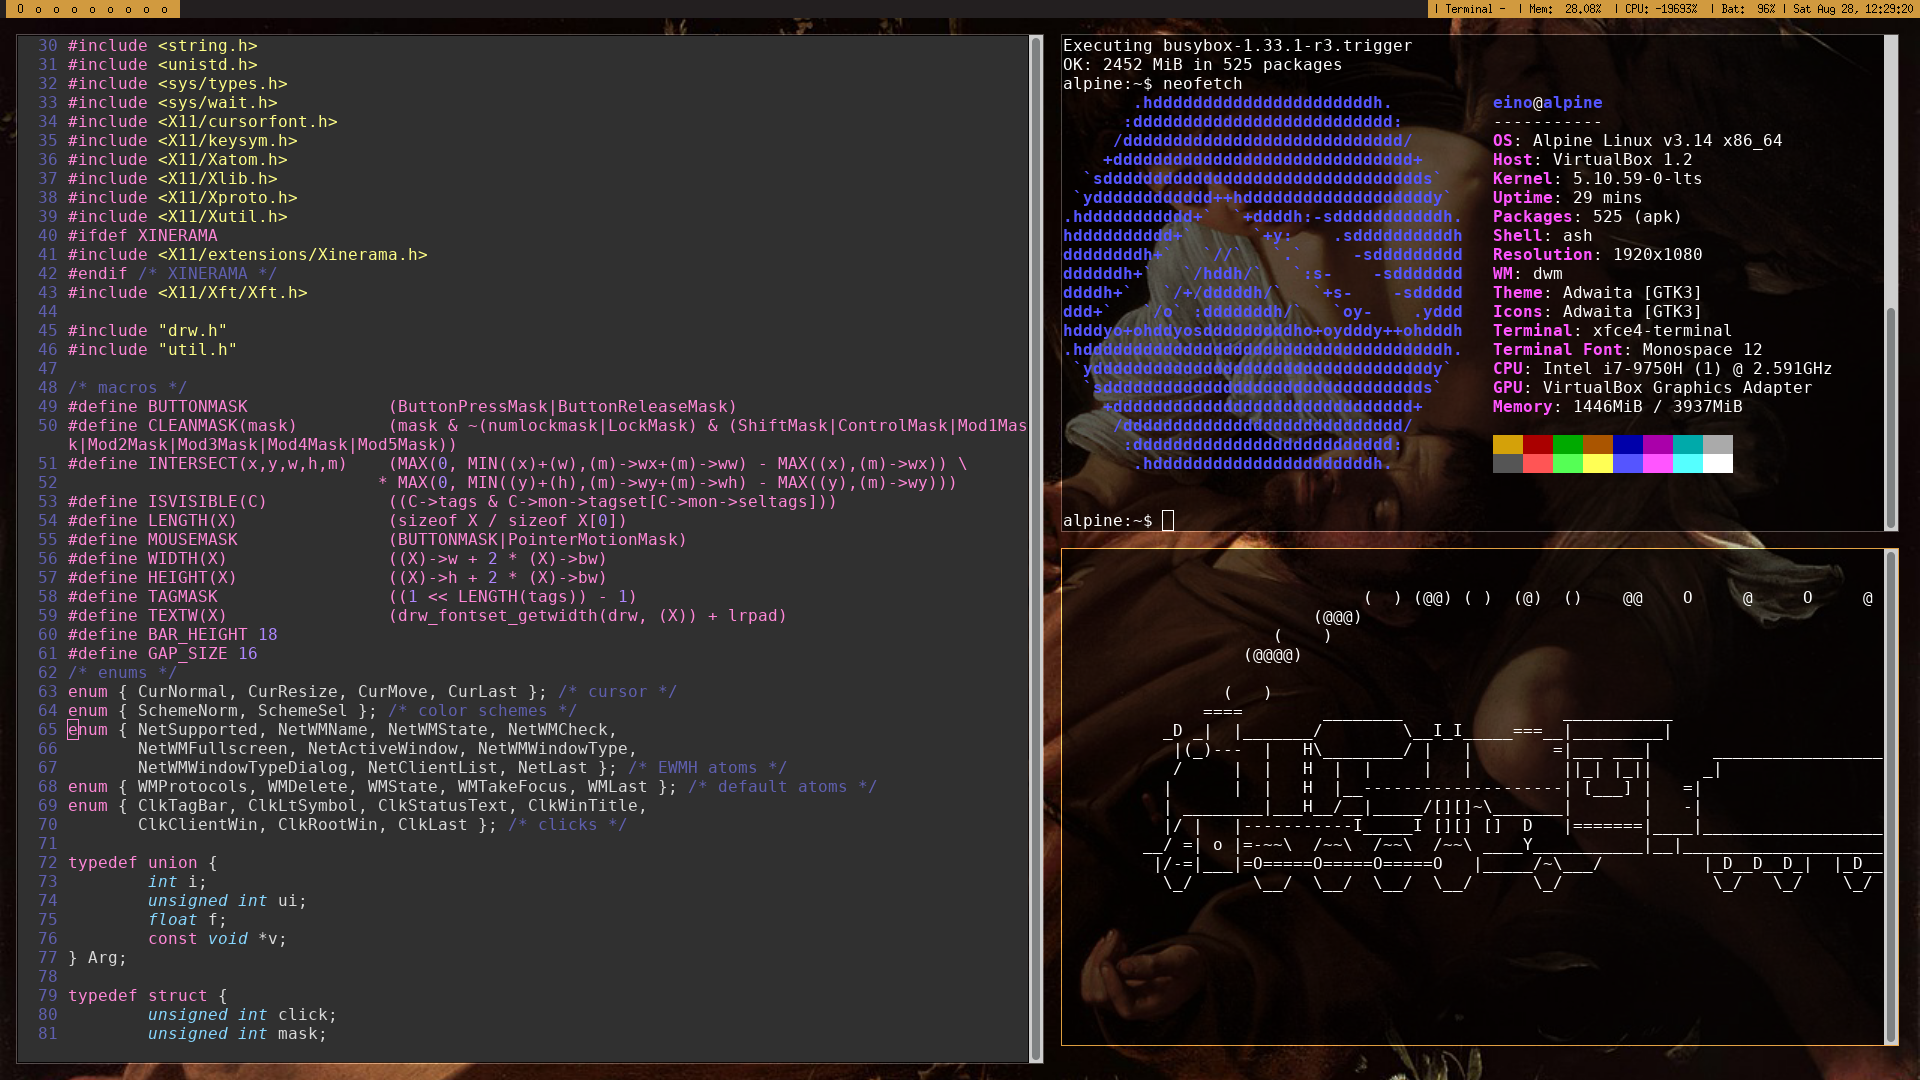 O o o o o o o o o
| Terminal - | Mem: 28.08% | CPU: -19693% | Bat: 96% | Sat Aug 28, 12:29:20
30 #include <string.h>
31 #include <unistd.h>
32 #include <sys/types.h>
33 #include <sys/wait.h>
34 #include <X11/cursorfont.h>
35 #include <X11/keysym.h>
36 #include <X11/Xatom.h>
37 #include <X11/Xlib.h>
38 #include <X11/Xproto.h>
39 #include <X11/Xutil.h>
40 #ifdef XINERAMA
41 #include <X11/extensions/Xinerama.h>
42 #endif /* XINERAMA */
43 #include <X11/Xft/Xft.h>
44
45 #include "drw.h"
46 #include "util.h"
47
48 /* macros */
49 #define BUTTONMASK              (ButtonPressMask|ButtonReleaseMask)
50 #define CLEANMASK(mask)         (mask & ~(numlockmask|LockMask) & (ShiftMask|ControlMask|Mod1Mas
k|Mod2Mask|Mod3Mask|Mod4Mask|Mod5Mask))
51 #define INTERSECT(x,y,w,h,m)    (MAX(0, MIN((x)+(w),(m)->wx+(m)->ww) - MAX((x),(m)->wx)) \
52                                * MAX(0, MIN((y)+(h),(m)->wy+(m)->wh) - MAX((y),(m)->wy)))
53 #define ISVISIBLE(C)            ((C->tags & C->mon->tagset[C->mon->seltags]))
54 #define LENGTH(X)               (sizeof X / sizeof X[0])
55 #define MOUSEMASK               (BUTTONMASK|PointerMotionMask)
56 #define WIDTH(X)                ((X)->w + 2 * (X)->bw)
57 #define HEIGHT(X)               ((X)->h + 2 * (X)->bw)
58 #define TAGMASK                 ((1 << LENGTH(tags)) - 1)
59 #define TEXTW(X)                (drw_fontset_getwidth(drw, (X)) + lrpad)
60 #define BAR_HEIGHT 18
61 #define GAP_SIZE 16
62 /* enums */
63 enum { CurNormal, CurResize, CurMove, CurLast }; /* cursor */
64 enum { SchemeNorm, SchemeSel }; /* color schemes */
65 enum { NetSupported, NetWMName, NetWMState, NetWMCheck,
66        NetWMFullscreen, NetActiveWindow, NetWMWindowType,
67        NetWMWindowTypeDialog, NetClientList, NetLast }; /* EWMH atoms */
68 enum { WMProtocols, WMDelete, WMState, WMTakeFocus, WMLast }; /* default atoms */
69 enum { ClkTagBar, ClkLtSymbol, ClkStatusText, ClkWinTitle,
70        ClkClientWin, ClkRootWin, ClkLast }; /* clicks */
71
72 typedef union {
73         int i;
74         unsigned int ui;
75         float f;
76         const void *v;
77 } Arg;
78
79 typedef struct {
80         unsigned int click;
81         unsigned int mask;
Executing busybox-1.33.1-r3.trigger
OK: 2452 MiB in 525 packages
alpine:~$ neofetch
eino@alpine
-----------
OS: Alpine Linux v3.14 x86_64
Host: VirtualBox 1.2
Kernel: 5.10.59-0-lts
Uptime: 29 mins
Packages: 525 (apk)
Shell: ash
Resolution: 1920x1080
WM: dwm
Theme: Adwaita [GTK3]
Icons: Adwaita [GTK3]
Terminal: xfce4-terminal
Terminal Font: Monospace 12
CPU: Intel i7-9750H (1) @ 2.591GHz
GPU: VirtualBox Graphics Adapter
Memory: 1446MiB / 3937MiB
alpine:~$